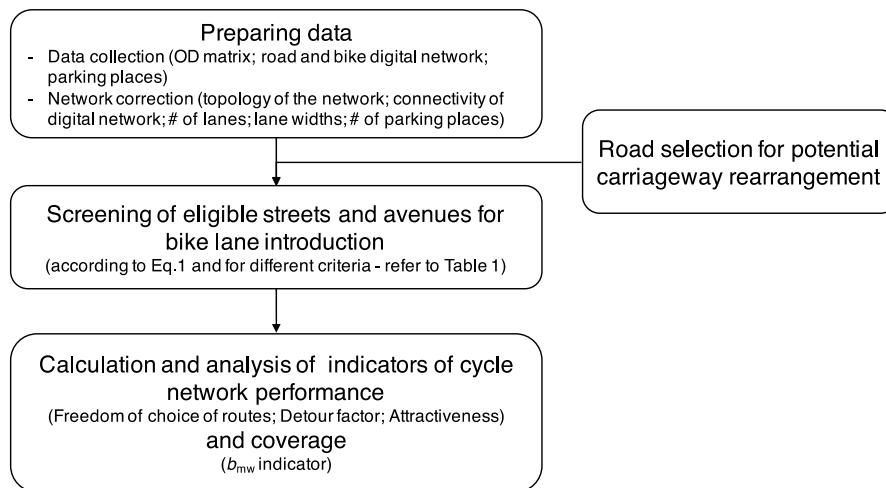 Preparing data
- Data collection (OD matrix; road and bike digital network;
parking places)
- Network correction (topology of the network; connectivity of
digital network; # of lanes; lane widths; # of parking places)
Road selection for potential
carriageway rearrangement
Screening of eligible streets and avenues for
bike lane introduction
(according to Eq.1 and for different criteria - refer to Table 1)
Calculation and analysis of indicators of cycle
network performance
(Freedom of choice of routes; Detour factor; Attractiveness)
and coverage
(bmw indicator)